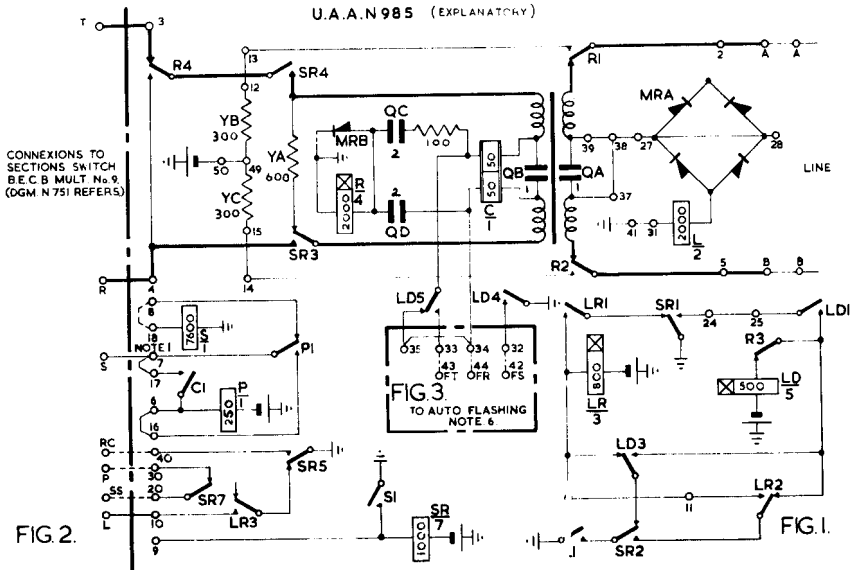 U.A.A.N985 (EXPLANATORY)
T
3
R4
SR4
13
12
YB
300
50
49
YC
300
15
14
YA
600
SR3
MRB
QC
2
100
R
4
2000
2
QD
50
50
C
1
QB
QA
1
1
R1
2
A
A
39
38
27
MRA
28
37
41
31
2000
L
2
LINE
R2
5
B
B
CONNEXIONS TO
SECTIONS SWITCH
B.E.C.B MULT No.9.
(DGM. N 751 REFERS)
R
4
8
18
7600
S
1
NOTE 1
S
7
17
C1
P1
6
250
P
1
16
LD5
LD4
35
33
34
32
43
FT
44
FR
42
FS
FIG.3.
TO AUTO FLASHING
NOTE 6
LR1
SR1
24
25
LD1
R3
800
LR
3
500
LD
5
LD3
LR2
11
SR2
FIG.1.
RC
40
P
30
SS
20
L
10
9
SR5
SR7
LR3
S1
1000
SR
7
FIG.2.